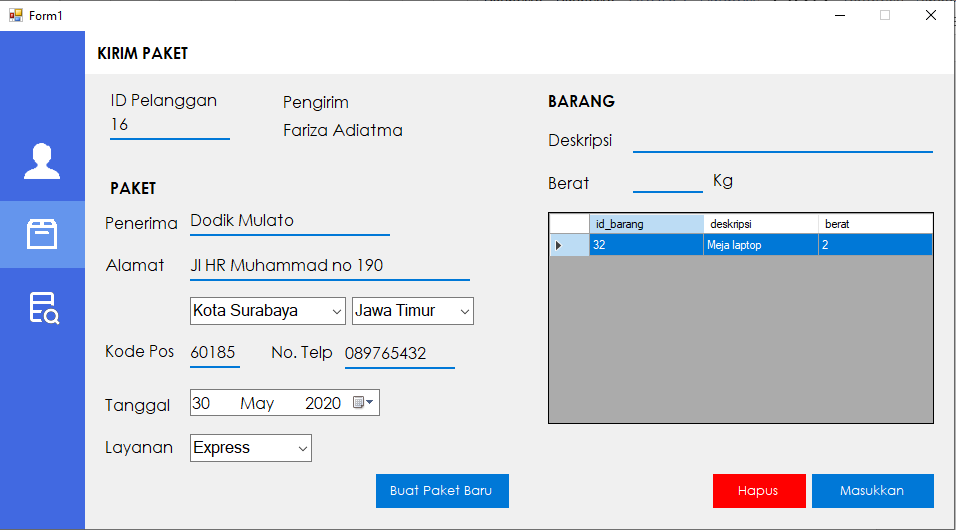 Form1
KIRIM PAKET
ID Pelanggan
16
Pengirim
Fariza Adiatma
PAKET
Penerima Dodik Mulato
Alamat Jl HR Muhammad no 190
Kota Surabaya Jawa Timur
Kode Pos 60185 No. Telp 089765432
Tanggal 30 May 2020
Layanan Express
Buat Paket Baru
BARANG
Deskripsi
Berat Kg
id_barang deskripsi berat
32 Meja laptop 2
Hapus Masukkan